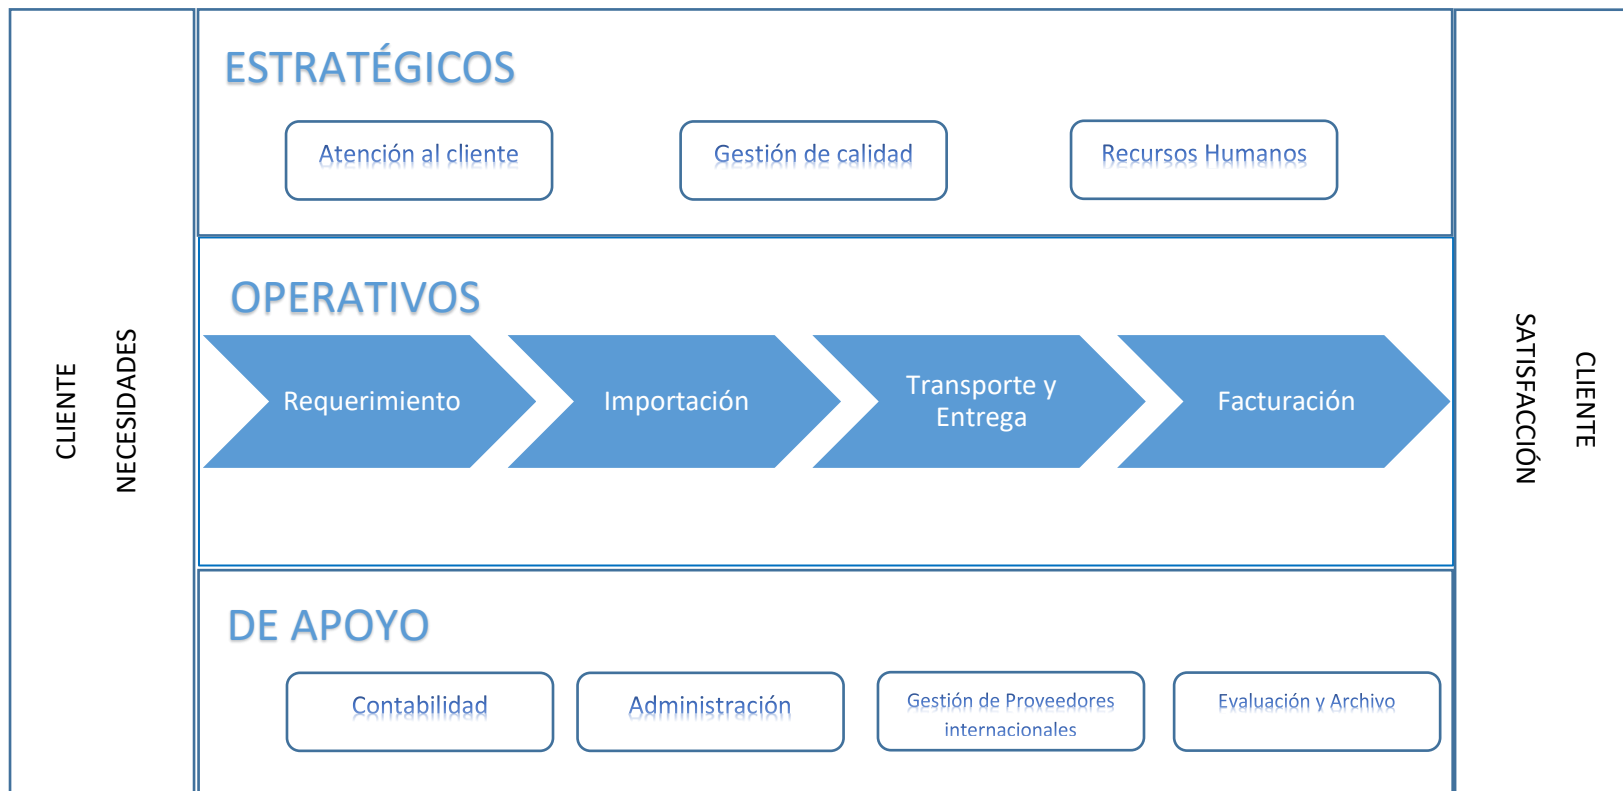 CLIENTE
NECESIDADES
ESTRATÉGICOS
Atención al cliente
Gestión de calidad
Recursos Humanos
OPERATIVOS
Requerimiento
Importación
Transporte y
Entrega
Facturación
DE APOYO
Contabilidad
Administración
Gestión de Proveedores
internacionales
Evaluación y Archivo
CLIENTE
SATISFACCIÓN